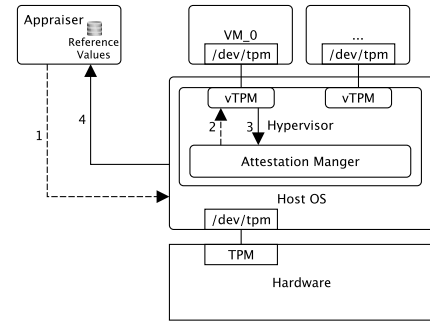 Appraiser
Reference
Values
VM_0
/dev/tpm
...
/dev/tpm
vTPM
vTPM
1
4
2
3
Hypervisor
Attestation Manger
Host OS
/dev/tpm
TPM
Hardware